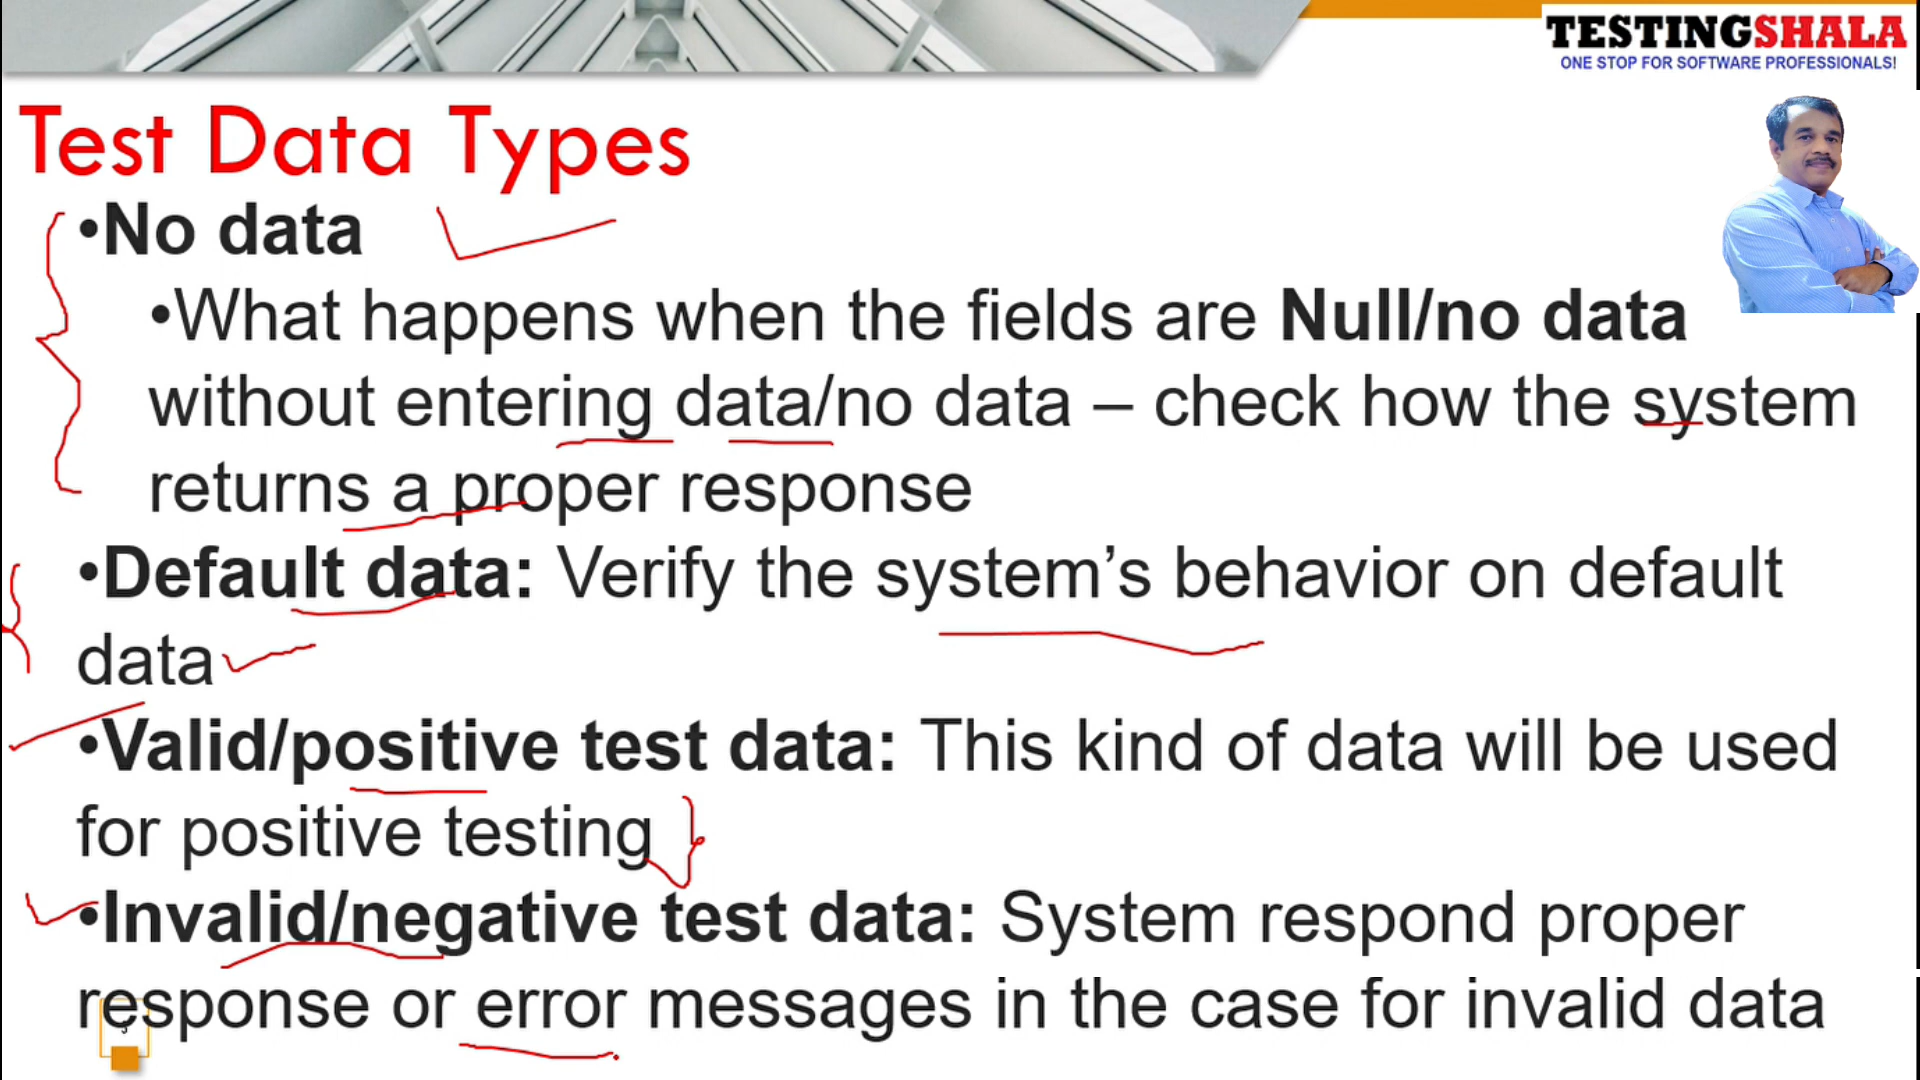 TESTINGSHALA
ONE STOP FOR SOFTWARE PROFESSIONALS!
Test Data Types
•No data
•What happens when the fields are Null/no data
without entering data/no data – check how the system
returns a proper response
•Default data: Verify the system’s behavior on default
data
•Valid/positive test data: This kind of data will be used
for positive testing
•Invalid/negative test data: System respond proper
response or error messages in the case for invalid data